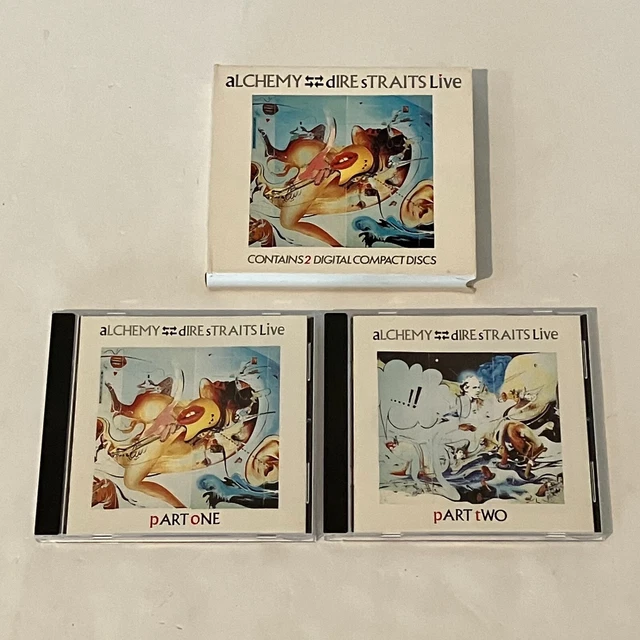 aLCHEMY ⇆ dIRE sTRAITS Live
CONTAINS 2 DIGITAL COMPACT DISCS
aLCHEMY ⇆ dIRE sTRAITS Live
pART oNE
aLCHEMY ⇆ dIRE sTRAITS Live
.....!!
pART tWO